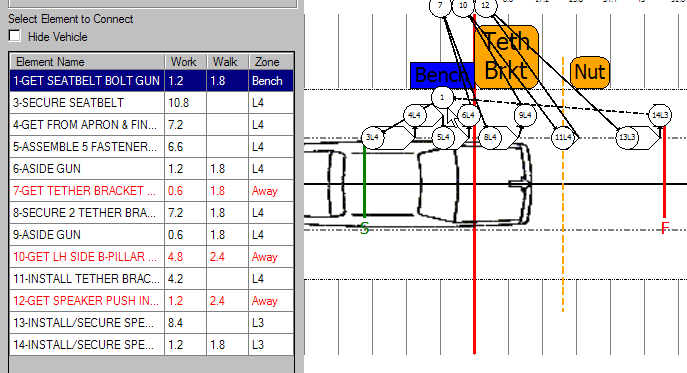 Select Element to Connect
Hide Vehicle
Element Name Work Walk Zone
1-GET SEATBELT BOLT GUN 1.2 1.8 Bench
3-SECURE SEATBELT 10.8 L4
4-GET FROM APRON & FIN... 7.2 L4
5-ASSEMBLE 5 FASTENER... 6.6 L4
6-ASIDE GUN 1.2 1.8 L4
7-GET TETHER BRACKET ... 0.6 1.8 Away
8-SECURE 2 TETHER BRA... 7.2 1.8 L4
9-ASIDE GUN 0.6 1.8 L4
10-GET LH SIDE B-PILLAR ... 4.8 2.4 Away
11-INSTALL TETHER BRAC... 4.2 L4
12-GET SPEAKER PUSH IN... 1.2 2.4 Away
13-INSTALL/SECURE SPE... 8.4 L3
14-INSTALL/SECURE SPE... 1.2 1.8 L3
7 10 12
Teth
Brkt
Bench
Nut
1
4L4 6L4 9L4 14L3
3L4 5L4 8L4 11L4 13L3
S F